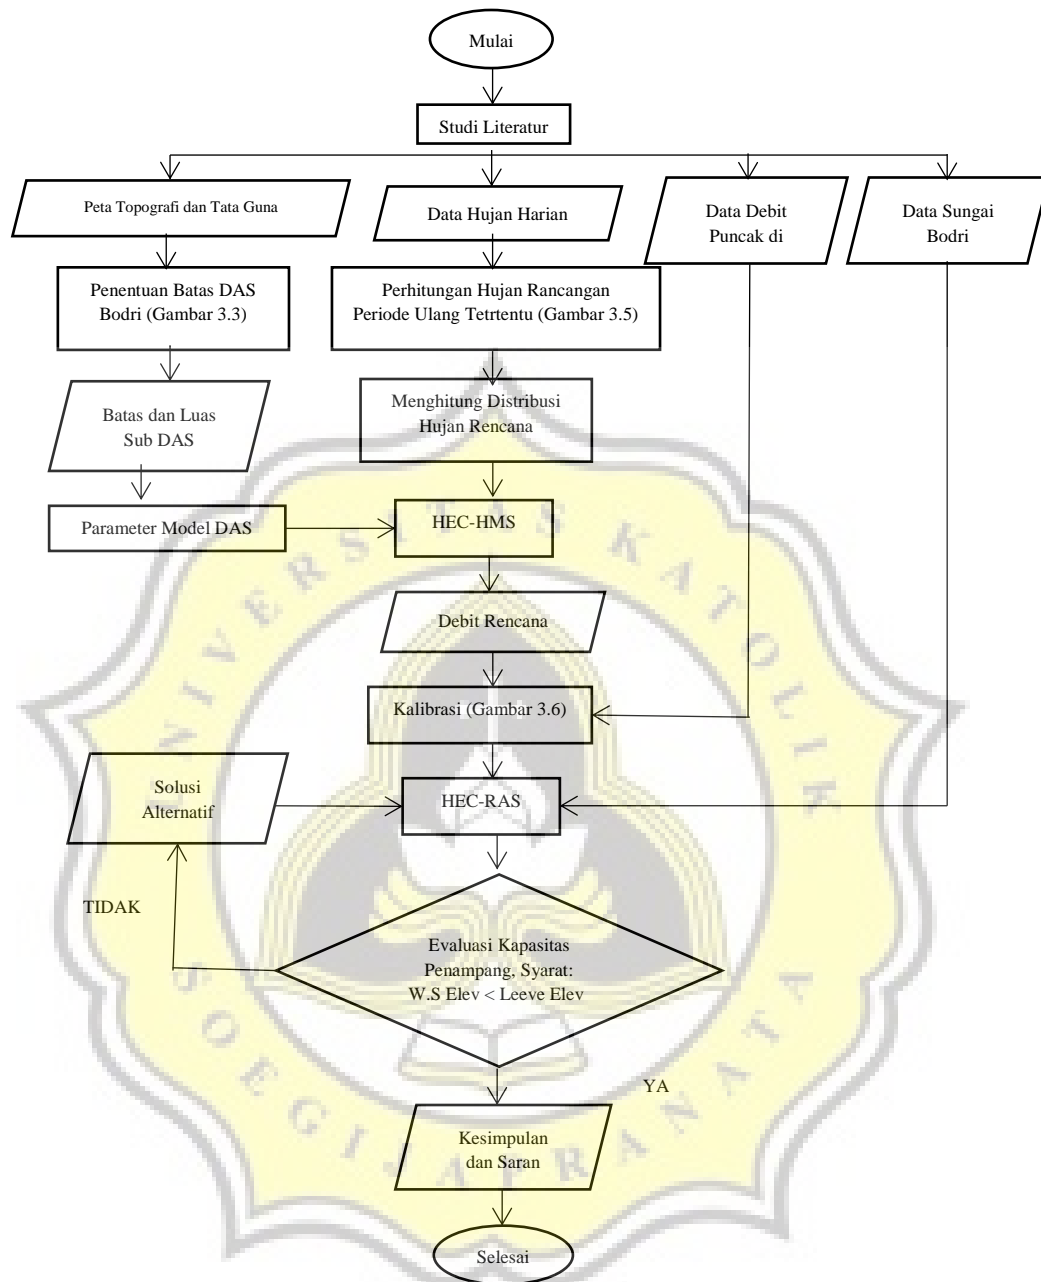 Mulai
Studi Literatur
Peta Topografi dan Tata Guna
Data Hujan Harian
Data Debit
Puncak di
Data Sungai
Bodri
Penentuan Batas DAS
Bodri (Gambar 3.3)
Perhitungan Hujan Rancangan
Periode Ulang Tetrtentu (Gambar 3.5)
Batas dan Luas
Sub DAS
Menghitung Distribusi
Hujan Rencana
Parameter Model DAS
HEC-HMS
Debit Rencana
Kalibrasi (Gambar 3.6)
Solusi
Alternatif
HEC-RAS
TIDAK
Evaluasi Kapasitas
Penampang, Syarat:
W.S Elev < Leeve Elev
YA
Kesimpulan
dan Saran
Selesai
UNIVERSITAS KATOLIK
SOEGIJAPRANATA